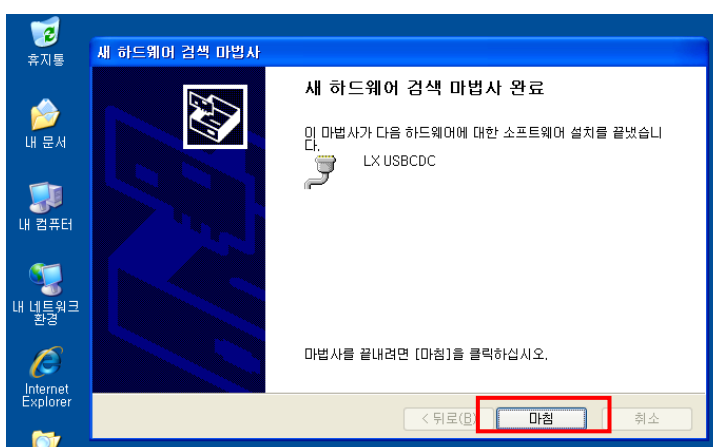 휴지통
내 문서
내 컴퓨터
내 네트워크
환경
Internet
Explorer
새 하드웨어 검색 마법사
새 하드웨어 검색 마법사 완료
이 마법사가 다음 하드웨어에 대한 소프트웨어 설치를 끝냈습니
다.
LX USBCDC
마법사를 끝내려면 [마침]을 클릭하십시오.
< 뒤로(B)
마침
취소